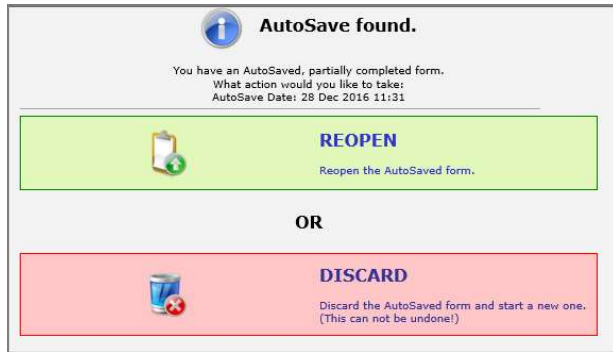 AutoSave found.
You have an AutoSaved, partially completed form.
What action would you like to take:
AutoSave Date: 28 Dec 2016 11:31
REOPEN
Reopen the AutoSaved form.
OR
DISCARD
Discard the AutoSaved form and start a new one.
(This can not be undone!)